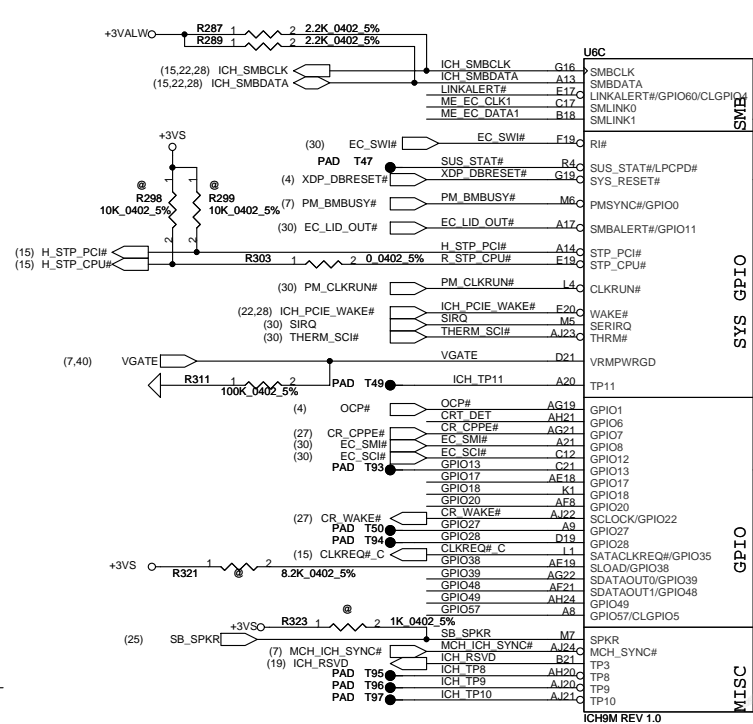 R287 1 2 2.2K_0402_5%
+3VALW
R289 1 2 2.2K_0402_5%
U6C
(15,22,28) ICH_SMBCLK ICH_SMBCLK G16 SMBCLK
(15,22,28) ICH_SMBDATA ICH_SMBDATA A13 SMBDATA
LINKALERT# E17 LINKALERT#/GPIO60/CLGPIO4
ME_EC_CLK1 C17 SMLINK0
ME_EC_DATA1 B18 SMLINK1
SMB
+3VS
(30) EC_SWI# EC_SWI# F19 RI#
PAD T47 SUS_STAT# R4 SUS_STAT#/LPCPD#
(4) XDP_DBRESET# XDP_DBRESET# G19 SYS_RESET#
@ R298 10K_0402_5% 1 2
@ R299 10K_0402_5% 1 2
(7) PM_BMBUSY# PM_BMBUSY# M6 PMSYNC#/GPIO0
(30) EC_LID_OUT# EC_LID_OUT# A17 SMBALERT#/GPIO11
(15) H_STP_PCI# H_STP_PCI# A14 STP_PCI#
(15) H_STP_CPU# R303 1 2 0_0402_5% R_STP_CPU# E19 STP_CPU#
(30) PM_CLKRUN# PM_CLKRUN# L4 CLKRUN#
(22,28) ICH_PCIE_WAKE# ICH_PCIE_WAKE# E20 WAKE#
(30) SIRQ SIRQ M5 SERIRQ
(30) THERM_SCI# THERM_SCI# AJ23 THRM#
SYS GPIO
(7,40) VGATE VGATE D21 VRMPWRGD
R311 1 2 100K_0402_5% PAD T49 ICH_TP11 A20 TP11
(4) OCP# OCP# AG19 GPIO1
CRT_DET AH21 GPIO6
(27) CR_CPPE# CR_CPPE# AG21 GPIO7
(30) EC_SMI# EC_SMI# A21 GPIO8
(30) EC_SCI# EC_SCI# C12 GPIO12
PAD T93 GPIO13 C21 GPIO13
GPIO17 AE18 GPIO17
GPIO18 K1 GPIO18
GPIO20 AF8 GPIO20
(27) CR_WAKE# CR_WAKE# AJ22 SCLOCK/GPIO22
PAD T50 GPIO27 A9 GPIO27
PAD T94 GPIO28 D19 GPIO28
(15) CLKREQ#_C CLKREQ#_C L1 SATACLKREQ#/GPIO35
+3VS R321 1 @ 2 8.2K_0402_5% GPIO38 AE19 SLOAD/GPIO38
GPIO39 AG22 SDATAOUT0/GPIO39
GPIO48 AF21 SDATAOUT1/GPIO48
GPIO49 AH24 GPIO49
GPIO57 A8 GPIO57/CLGPIO5
GPIO
+3VS R323 1 @ 2 1K_0402_5%
(25) SB_SPKR SB_SPKR M7 SPKR
(7) MCH_ICH_SYNC# MCH_ICH_SYNC# AJ24 MCH_SYNC#
(19) ICH_RSVD ICH_RSVD B21 TP3
PAD T95 ICH_TP8 AH20 TP8
PAD T96 ICH_TP9 AJ20 TP9
PAD T97 ICH_TP10 AJ21 TP10
MISC
ICH9M REV 1.0